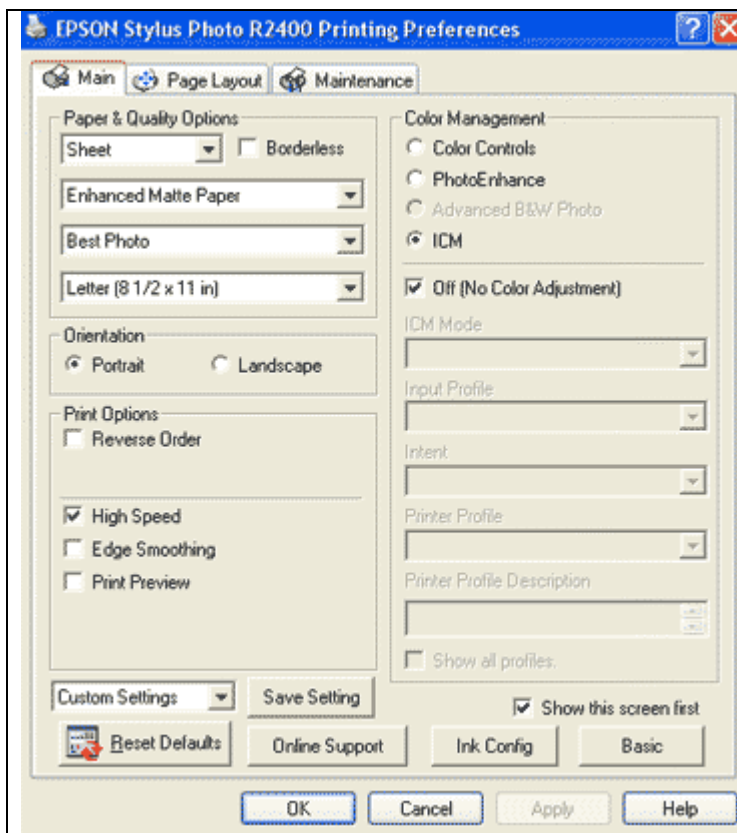 EPSON Stylus Photo R2400 Printing Preferences
Main
Page Layout
Maintenance
Paper & Quality Options
Sheet
Borderless
Enhanced Matte Paper
Best Photo
Letter (8 1/2 x 11 in)
Orientation
Portrait
Landscape
Print Options
Reverse Order
High Speed
Edge Smoothing
Print Preview
Color Management
Color Controls
PhotoEnhance
Advanced B&W Photo
ICM
Off (No Color Adjustment)
ICM Mode
Input Profile
Intent
Printer Profile
Printer Profile Description
Show all profiles.
Custom Settings
Save Setting
Show this screen first
Reset Defaults
Online Support
Ink Config
Basic
OK
Cancel
Apply
Help